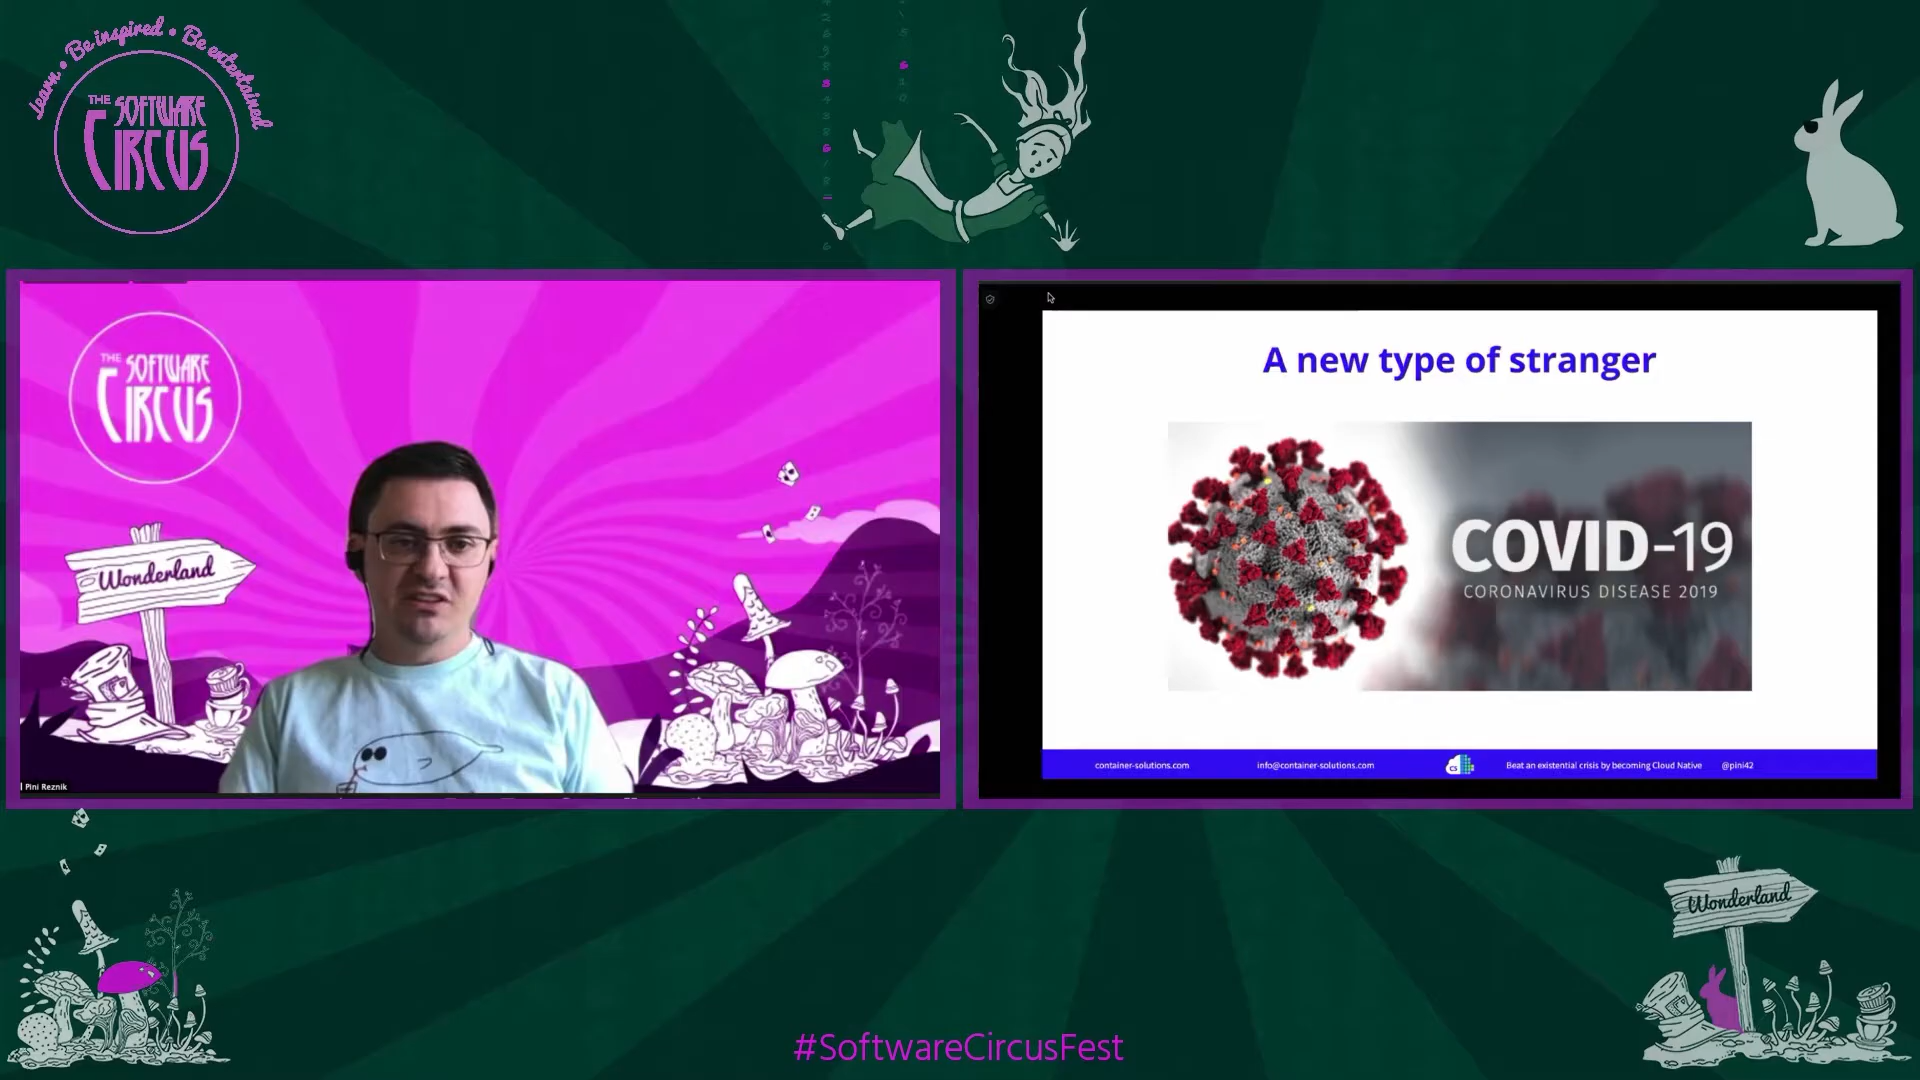 Learn • Be inspired • Be entertained
THE SOFTWARE
CIRCUS
THE SOFTWARE
CIRCUS
Wonderland
Pini Reznik
A new type of stranger
COVID-19
CORONAVIRUS DISEASE 2019
container-solutions.com
info@container-solutions.com
CS
Beat an existential crisis by becoming Cloud Native
@pini42
Wonderland
#SoftwareCircusFest